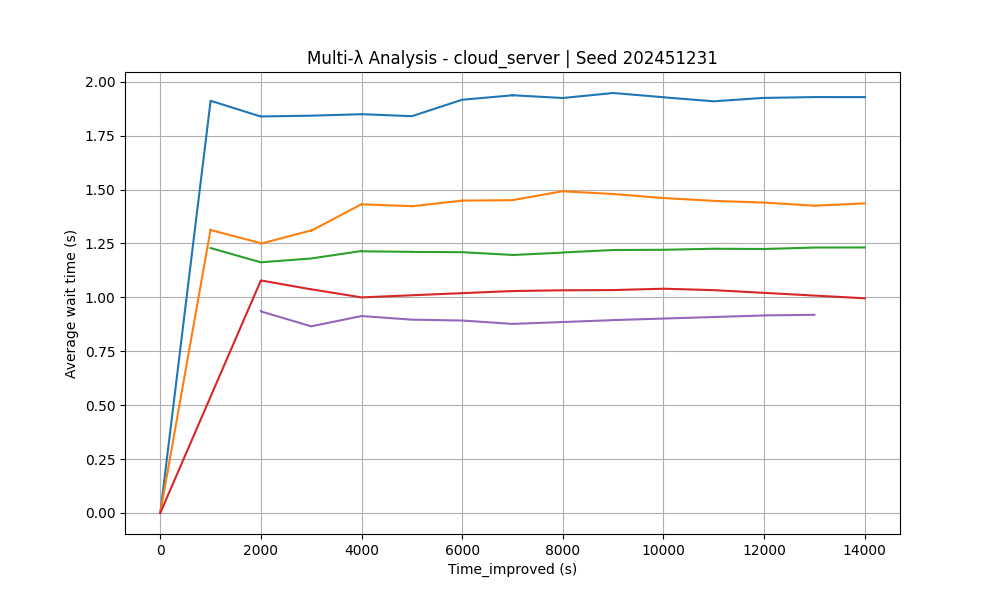 Multi-λ Analysis - cloud_server | Seed 202451231
Average wait time (s)
2.00
1.75
1.50
1.25
1.00
0.75
0.50
0.25
0.00
0 2000 4000 6000 8000 10000 12000 14000
Time_improved (s)